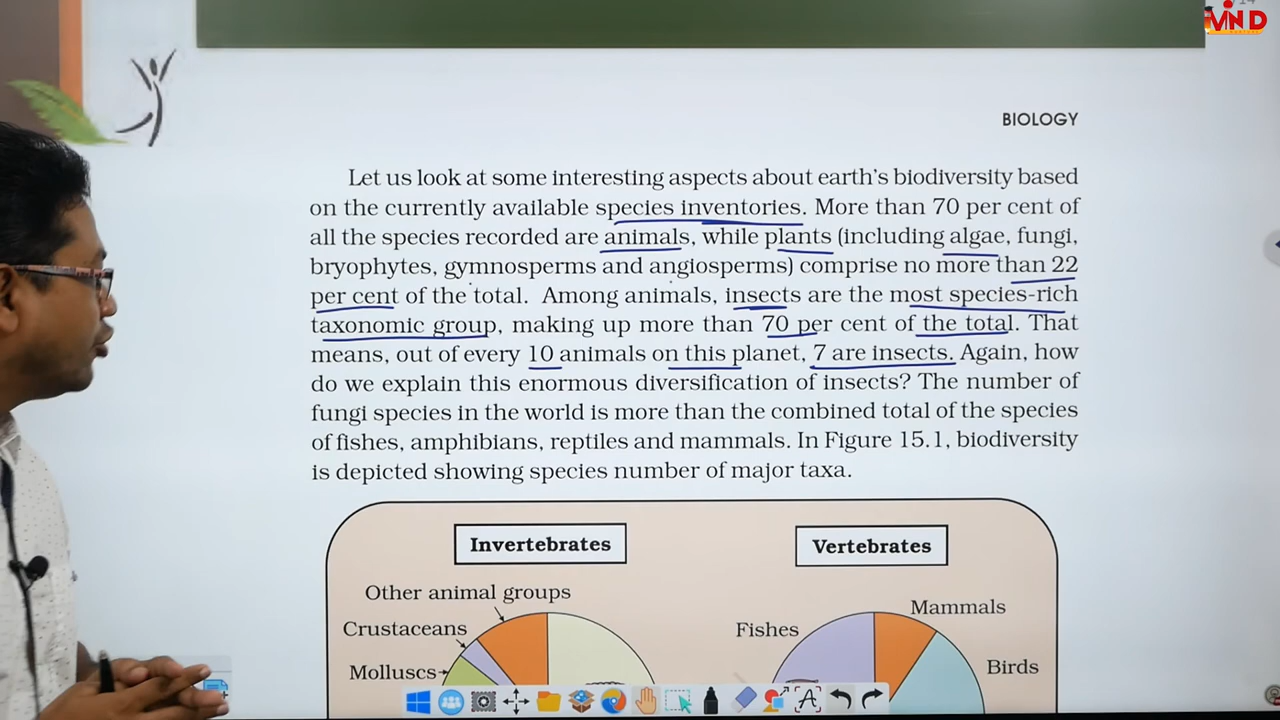 VIND
BIOLOGY
Let us look at some interesting aspects about earth's biodiversity based
on the currently available species inventories. More than 70 per cent of
all the species recorded are animals, while plants (including algae, fungi,
bryophytes, gymnosperms and angiosperms) comprise no more than 22
per cent of the total. Among animals, insects are the most species-rich
taxonomic group, making up more than 70 per cent of the total. That
means, out of every 10 animals on this planet, 7 are insects. Again, how
do we explain this enormous diversification of insects? The number of
fungi species in the world is more than the combined total of the species
of fishes, amphibians, reptiles and mammals. In Figure 15.1, biodiversity
is depicted showing species number of major taxa.
Invertebrates
Vertebrates
Other animal groups
Mammals
Crustaceans
Fishes
Molluscs
Birds